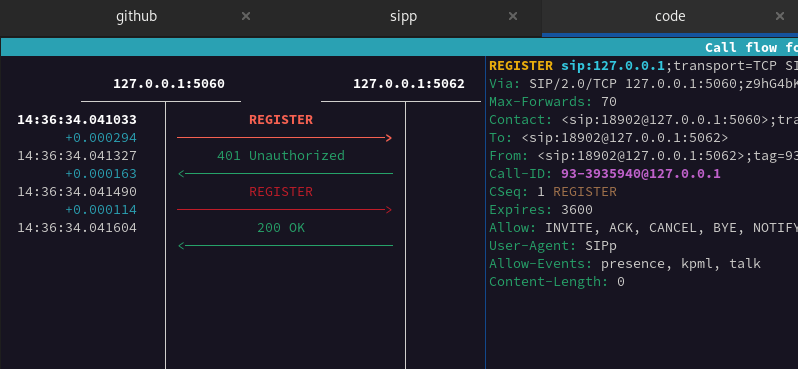 github × sipp × code ×
Call flow fo
127.0.0.1:5060 127.0.0.1:5062
14:36:34.041033 REGISTER
+0.000294
14:36:34.041327 401 Unauthorized
+0.000163
14:36:34.041490 REGISTER
+0.000114
14:36:34.041604 200 OK
REGISTER sip:127.0.0.1;transport=TCP SI
Via: SIP/2.0/TCP 127.0.0.1:5060;z9hG4bK
Max-Forwards: 70
Contact: <sip:18902@127.0.0.1:5060>;tra
To: <sip:18902@127.0.0.1:5062>
From: <sip:18902@127.0.0.1:5062>;tag=93
Call-ID: 93-3935940@127.0.0.1
CSeq: 1 REGISTER
Expires: 3600
Allow: INVITE, ACK, CANCEL, BYE, NOTIFY
User-Agent: SIPp
Allow-Events: presence, kpml, talk
Content-Length: 0